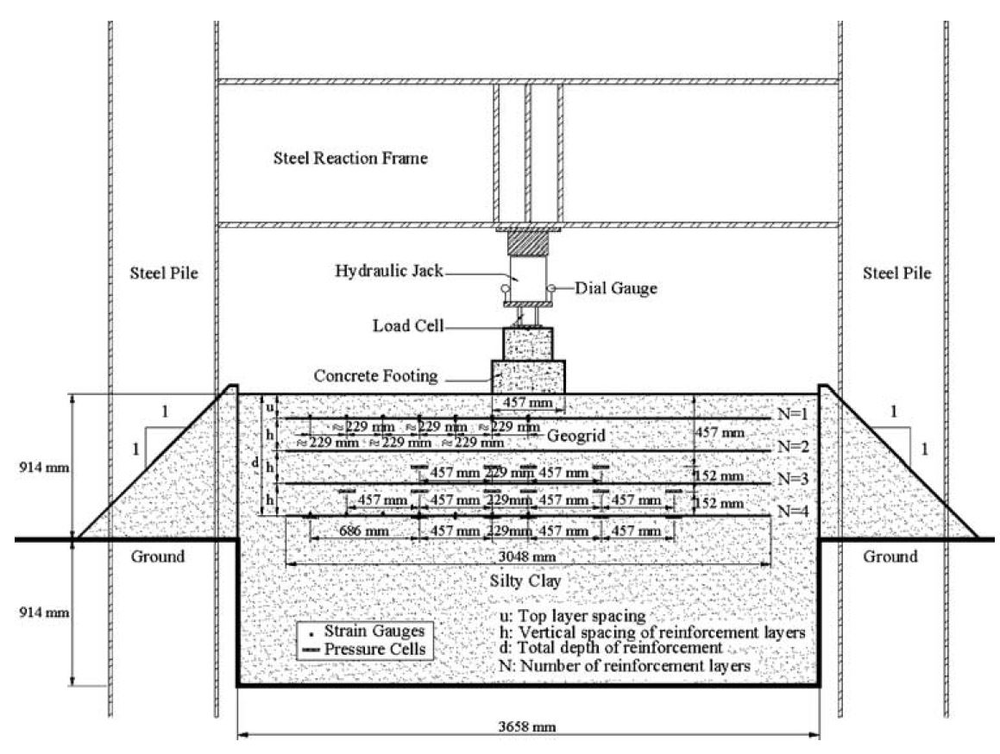 Steel Reaction Frame
Steel Pile
Hydraulic Jack
Dial Gauge
Steel Pile
Load Cell
Concrete Footing
1
1
1
1
914 mm
914 mm
u
h
h
h
d
457 mm
N=1
≈229 mm ≈229 mm ≈229 mm
≈229 mm ≈229 mm ≈229 mm
Geogrid
457 mm
N=2
457 mm 229 mm 457 mm
152 mm
N=3
457 mm 457 mm 229mm 457 mm 457 mm
152 mm
N=4
686 mm 457 mm 229mm 457 mm 457 mm
3048 mm
Ground
Ground
Silty Clay
Strain Gauges
Pressure Cells
u: Top layer spacing
h: Vertical spacing of reinforcement layers
d: Total depth of reinforcement
N: Number of reinforcement layers
3658 mm